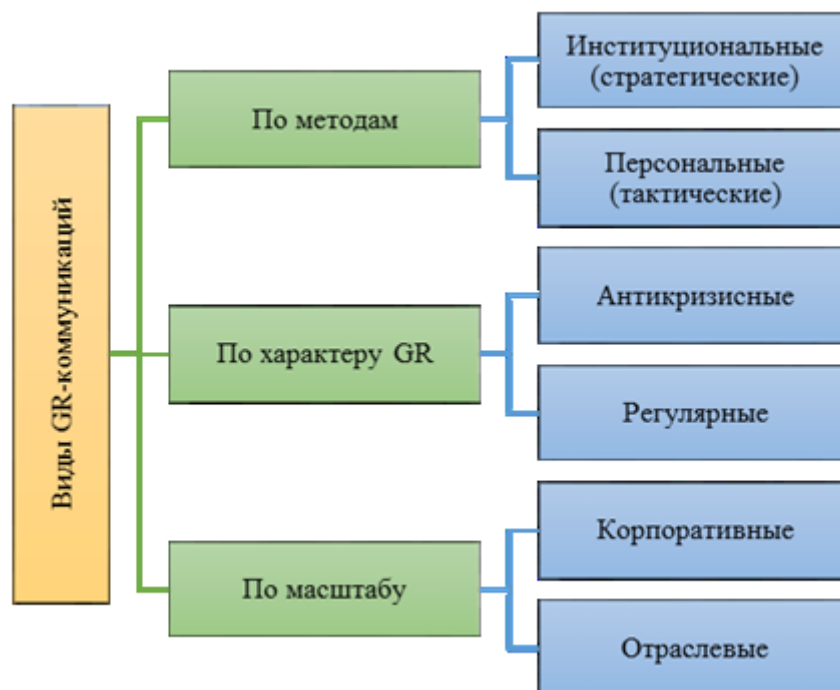 Виды GR-коммуникаций
По методам
Институциональные
(стратегические)
Персональные
(тактические)
По характеру GR
Антикризисные
Регулярные
По масштабу
Корпоративные
Отраслевые